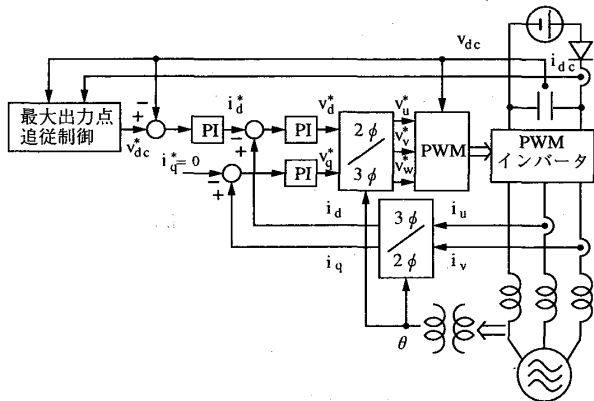 v_dc
i_dc
最大出力点
追従制御
− +
v*_dc
PI
i*_d
− +
PI
v*_d
2φ
3φ
v*_u
v*_v
v*_w
PWM
PWM
インバータ
i*_q=0
− +
PI
v*_q
i_d
3φ
2φ
i_u
i_q
i_v
θ